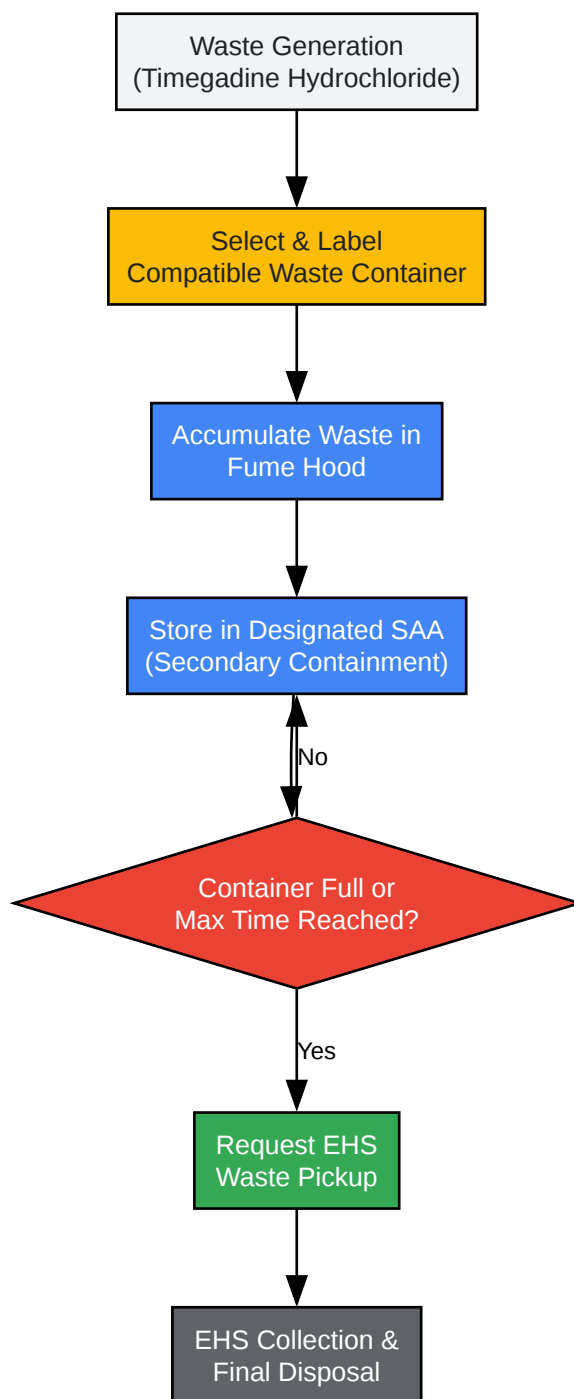 Waste Generation
(Timegadine Hydrochloride)
Select & Label
Compatible Waste Container
Accumulate Waste in
Fume Hood
Store in Designated SAA
(Secondary Containment)
No
Container Full or
Max Time Reached?
Yes
Request EHS
Waste Pickup
EHS Collection &
Final Disposal